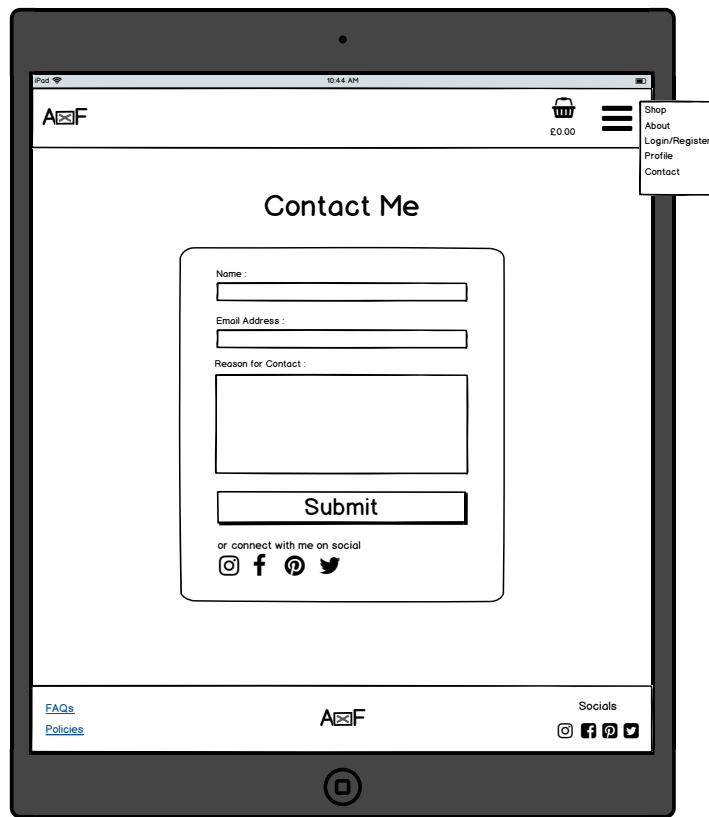 iPad
10:44 AM
A F
£0.00
Shop
About
Login/Register
Profile
Contact
Contact Me
Name :
Email Address :
Reason for Contact :
Submit
or connect with me on social
FAQs
Policies
A F
Socials